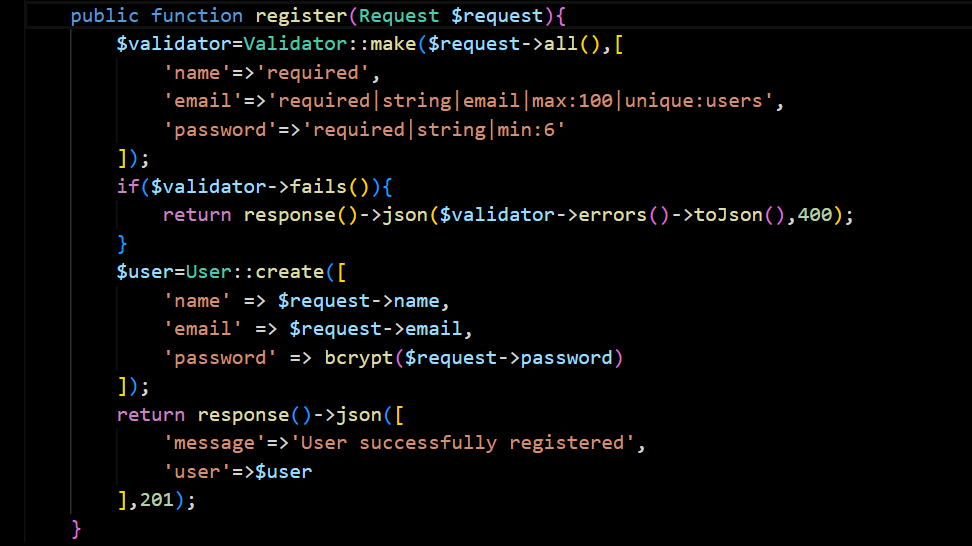 public function register(Request $request){
    $validator=Validator::make($request->all(),[
        'name'=>'required',
        'email'=>'required|string|email|max:100|unique:users',
        'password'=>'required|string|min:6'
    ]);
    if($validator->fails()){
        return response()->json($validator->errors()->toJson(),400);
    }
    $user=User::create([
        'name' => $request->name,
        'email' => $request->email,
        'password' => bcrypt($request->password)
    ]);
    return response()->json([
        'message'=>'User successfully registered',
        'user'=>$user
    ],201);
}